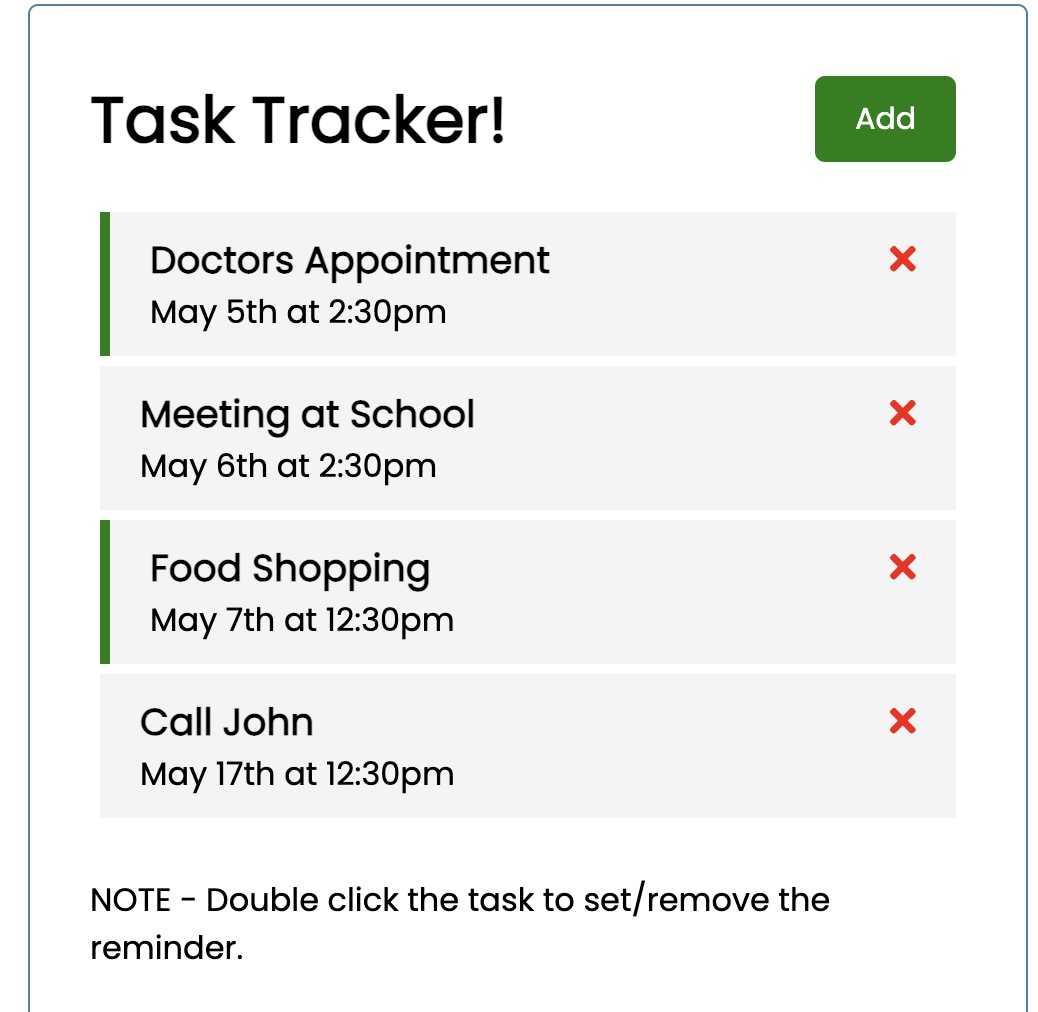 Task Tracker!
Add
Doctors Appointment
May 5th at 2:30pm
Meeting at School
May 6th at 2:30pm
Food Shopping
May 7th at 12:30pm
Call John
May 17th at 12:30pm
NOTE - Double click the task to set/remove the
reminder.